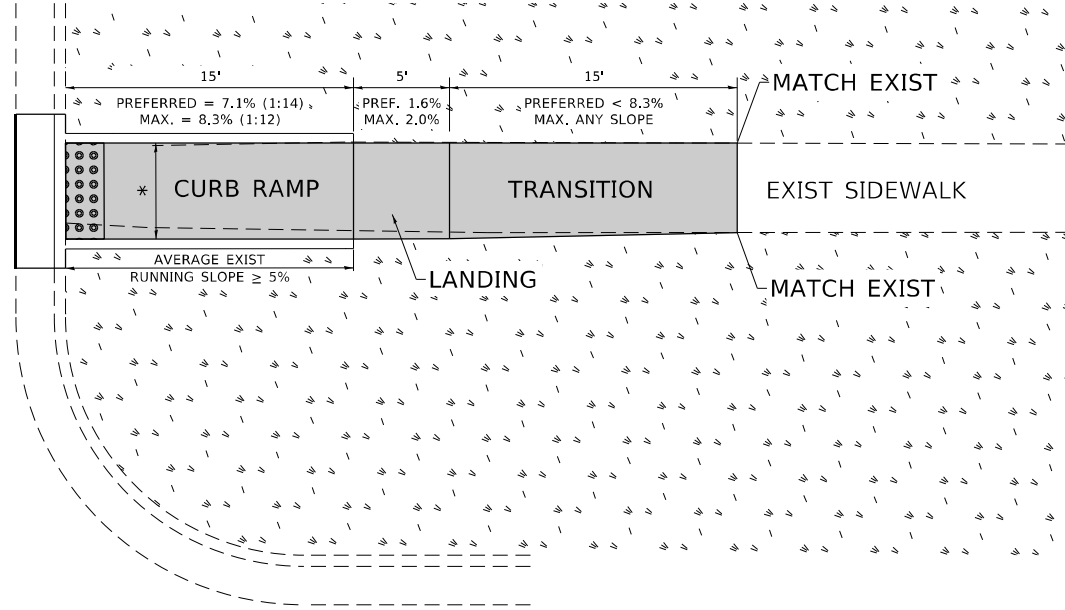 15'
5'
15'
PREFERRED = 7.1% (1:14)
MAX. = 8.3% (1:12)
PREF. 1.6%
MAX. 2.0%
PREFERRED < 8.3%
MAX. ANY SLOPE
MATCH EXIST
*
CURB RAMP
TRANSITION
EXIST SIDEWALK
AVERAGE EXIST
RUNNING SLOPE ≥ 5%
LANDING
MATCH EXIST